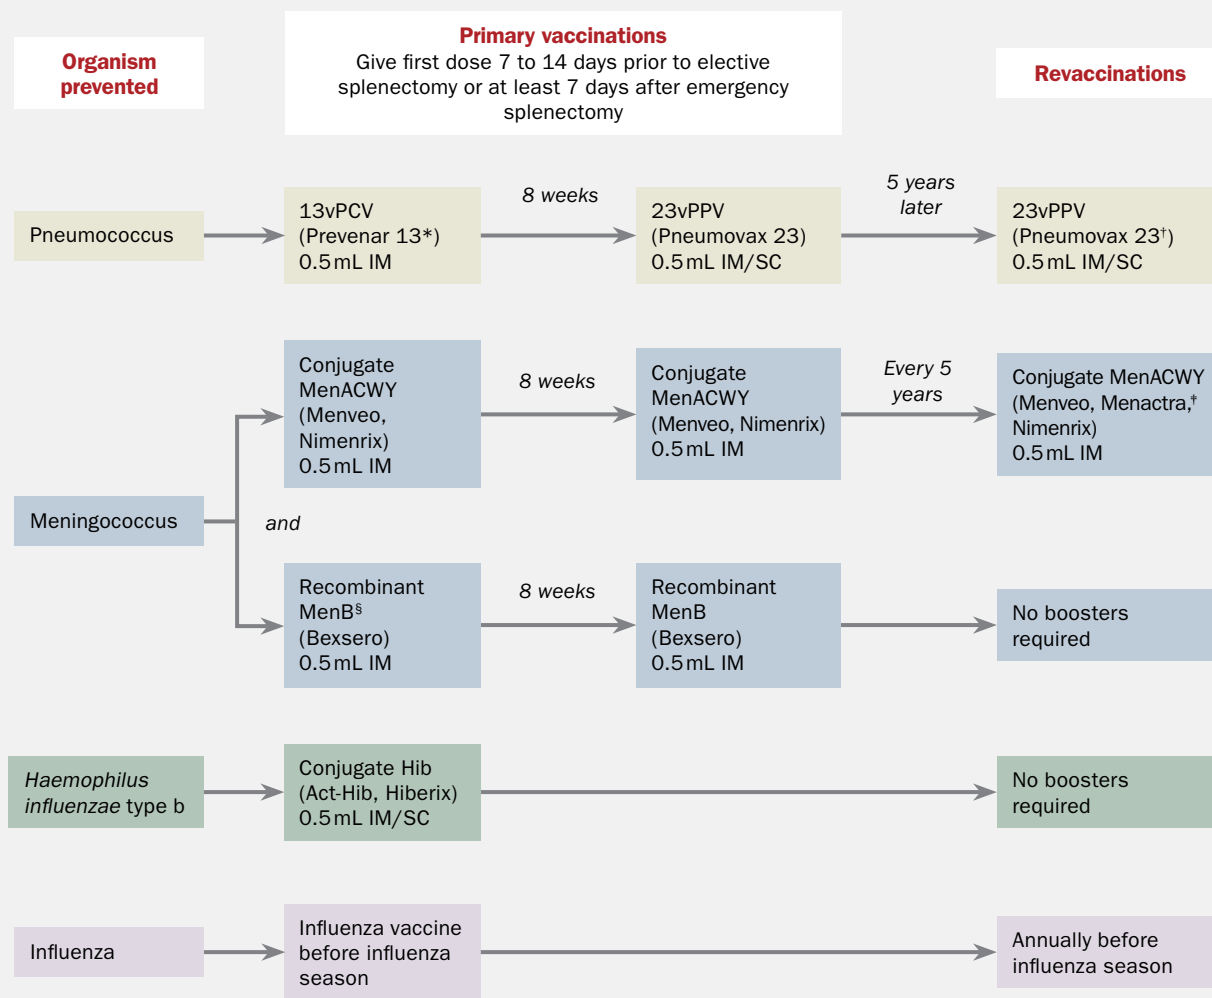 Organism
prevented
Primary vaccinations
Give first dose 7 to 14 days prior to elective
splenectomy or at least 7 days after emergency
splenectomy
Revaccinations
Pneumococcus
13vPCV
(Prevenar 13*)
0.5 mL IM
8 weeks
23vPPV
(Pneumovax 23)
0.5 mL IM/SC
5 years
later
23vPPV
(Pneumovax 23†)
0.5 mL IM/SC
Meningococcus
and
Conjugate
MenACWY
(Menveo,
Nimenrix)
0.5 mL IM
8 weeks
Conjugate
MenACWY
(Menveo, Nimenrix)
0.5 mL IM
Every 5
years
Conjugate MenACWY
(Menveo, Menactra,‡
Nimenrix)
0.5 mL IM
Recombinant
MenB§
(Bexsero)
0.5 mL IM
8 weeks
Recombinant
MenB
(Bexsero)
0.5 mL IM
No boosters
required
Haemophilus
influenzae type b
Conjugate Hib
(Act-Hib, Hiberix)
0.5 mL IM/SC
No boosters
required
Influenza
Influenza vaccine
before influenza
season
Annually before
influenza season